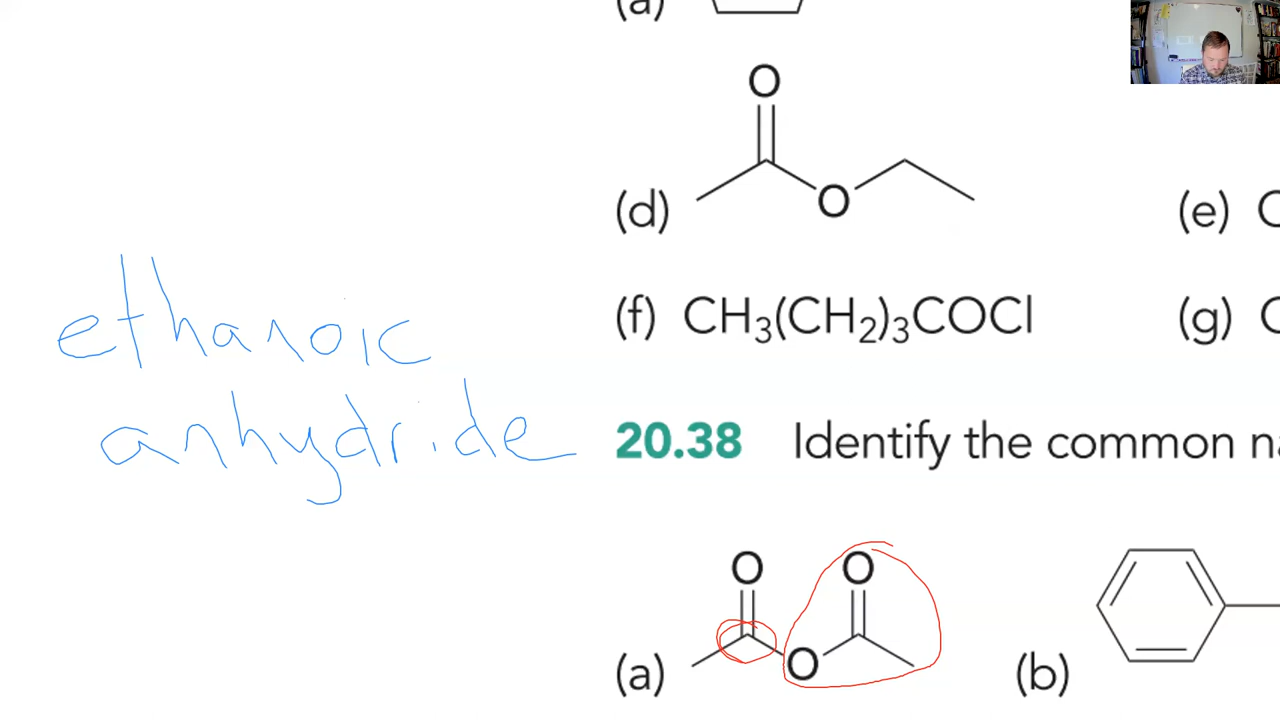 (a)
O
O
(d)
(e) C
ethanoic
anhydride
(f) CH₃(CH₂)₃COCl
(g) C
20.38 Identify the common na
O O
O
(a)
(b)